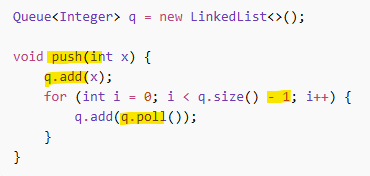 Queue<Integer> q = new LinkedList<>();
void push(int x) {
q.add(x);
for (int i = 0; i < q.size() - 1; i++) {
q.add(q.poll());
}
}